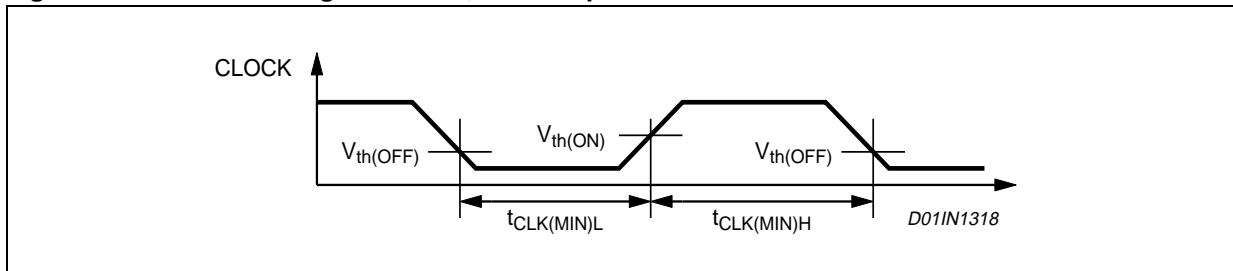 CLOCK
Vth(OFF)
Vth(ON)
Vth(OFF)
tCLK(MIN)L
tCLK(MIN)H
D01IN1318